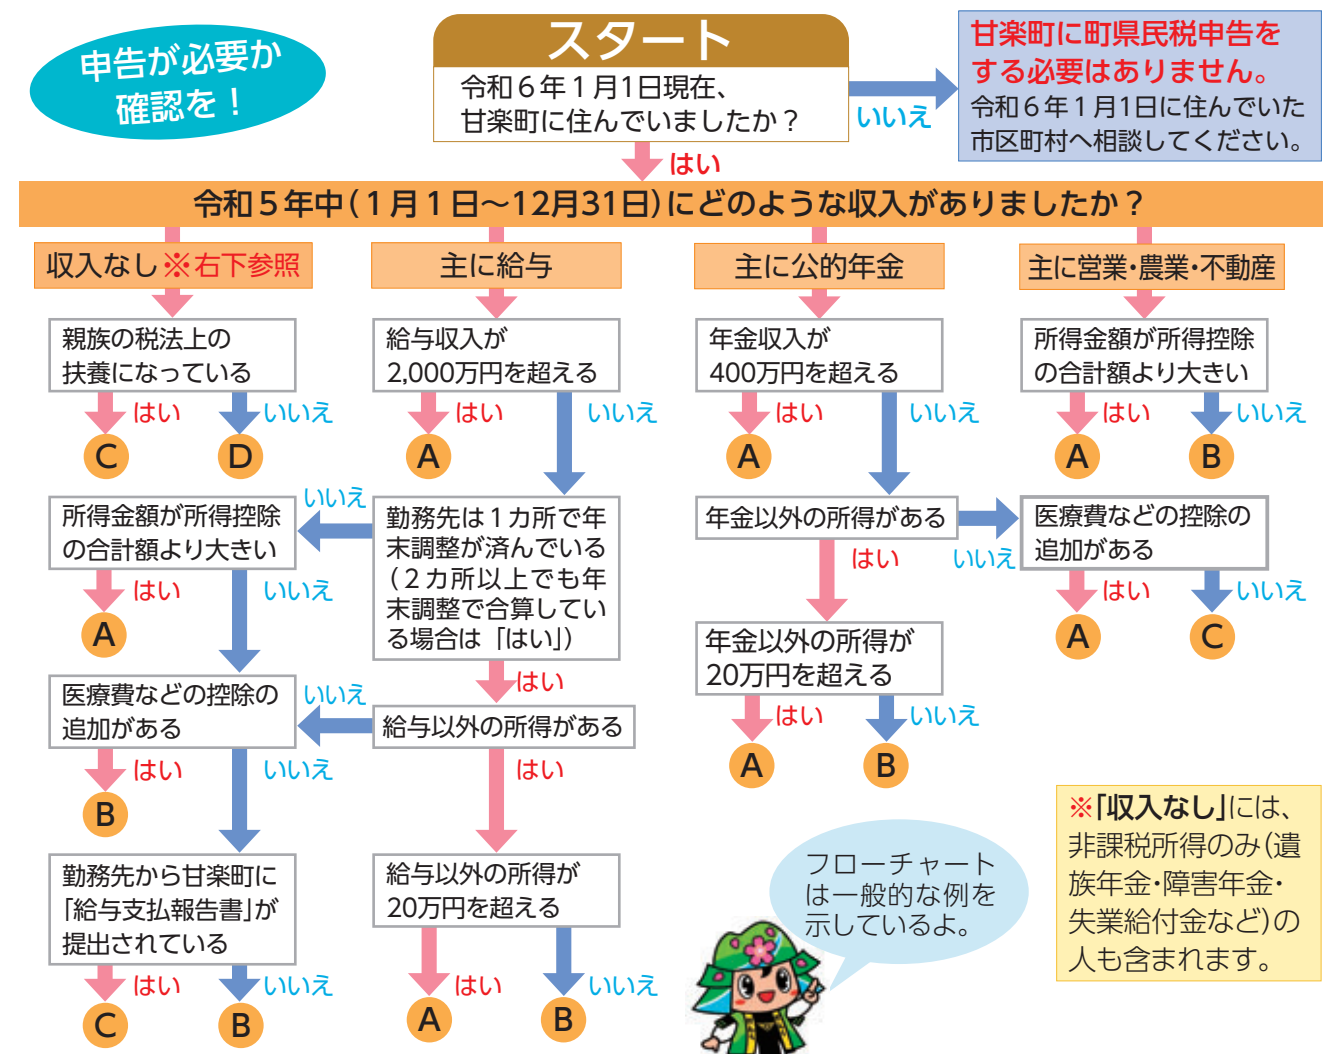 申告が必要か
確認を！
スタート
令和６年１月1日現在、
甘楽町に住んでいましたか？
いいえ
甘楽町に町県民税申告を
する必要はありません。
令和６年１月1日に住んでいた
市区町村へ相談してください。
はい
令和５年中（１月１日～12月31日）にどのような収入がありましたか？
収入なし※右下参照
親族の税法上の
扶養になっている
はい
いいえ
C
D
主に給与
給与収入が
2,000万円を超える
はい
いいえ
A
勤務先は１カ所で年
末調整が済んでいる
（２カ所以上でも年
末調整で合算してい
る場合は「はい」）
いいえ
はい
所得金額が所得控除
の合計額より大きい
はい
いいえ
A
給与以外の所得がある
いいえ
はい
医療費などの控除の
追加がある
はい
いいえ
B
勤務先から甘楽町に
「給与支払報告書」が
提出されている
はい
いいえ
C
B
給与以外の所得が
20万円を超える
はい
いいえ
A
B
主に公的年金
年金収入が
400万円を超える
はい
いいえ
A
年金以外の所得がある
はい
いいえ
年金以外の所得が
20万円を超える
はい
いいえ
A
B
主に営業・農業・不動産
所得金額が所得控除
の合計額より大きい
はい
いいえ
A
B
医療費などの控除の
追加がある
はい
いいえ
A
C
フローチャート
は一般的な例を
示しているよ。
※「収入なし」には、
非課税所得のみ（遺
族年金・障害年金・
失業給付金など）の
人も含まれます。